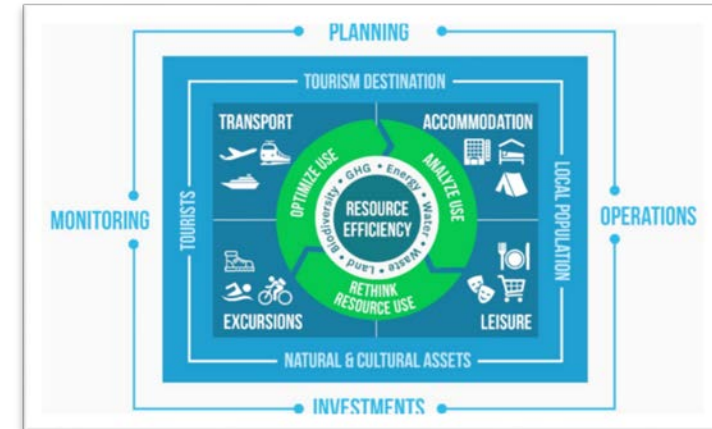 PLANNING
TOURISM DESTINATION
TRANSPORT
ACCOMMODATION
OPTIMIZE USE
ANALYZE USE
GHG • Energy • Water • Waste • Land • Biodiversity •
RESOURCE
EFFICIENCY
MONITORING
TOURISTS
LOCAL POPULATION
OPERATIONS
RETHINK
RESOURCE USE
EXCURSIONS
LEISURE
NATURAL & CULTURAL ASSETS
INVESTMENTS